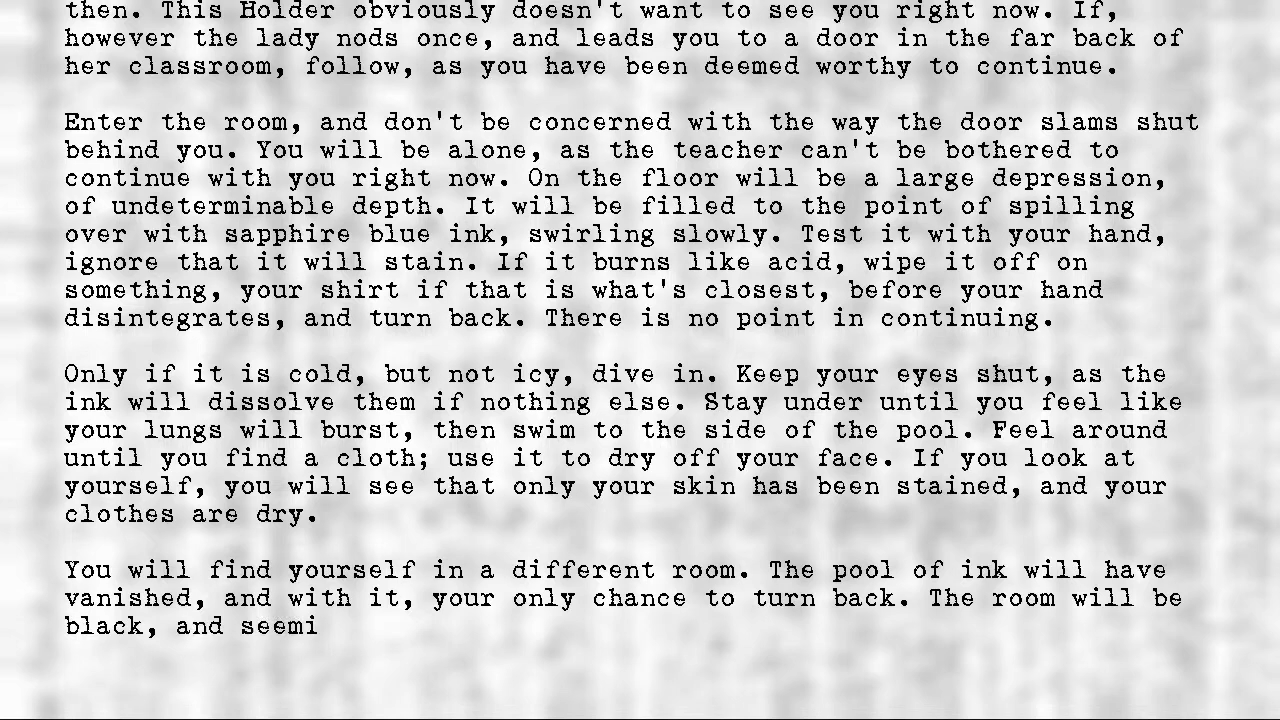 then. This Holder obviously doesn't want to see you right now. If,
however the lady nods once, and leads you to a door in the far back of
her classroom, follow, as you have been deemed worthy to continue.
Enter the room, and don't be concerned with the way the door slams shut
behind you. You will be alone, as the teacher can't be bothered to
continue with you right now. On the floor will be a large depression,
of undeterminable depth. It will be filled to the point of spilling
over with sapphire blue ink, swirling slowly. Test it with your hand,
ignore that it will stain. If it burns like acid, wipe it off on
something, your shirt if that is what's closest, before your hand
disintegrates, and turn back. There is no point in continuing.
Only if it is cold, but not icy, dive in. Keep your eyes shut, as the
ink will dissolve them if nothing else. Stay under until you feel like
your lungs will burst, then swim to the side of the pool. Feel around
until you find a cloth; use it to dry off your face. If you look at
yourself, you will see that only your skin has been stained, and your
clothes are dry.
You will find yourself in a different room. The pool of ink will have
vanished, and with it, your only chance to turn back. The room will be
black, and seemi